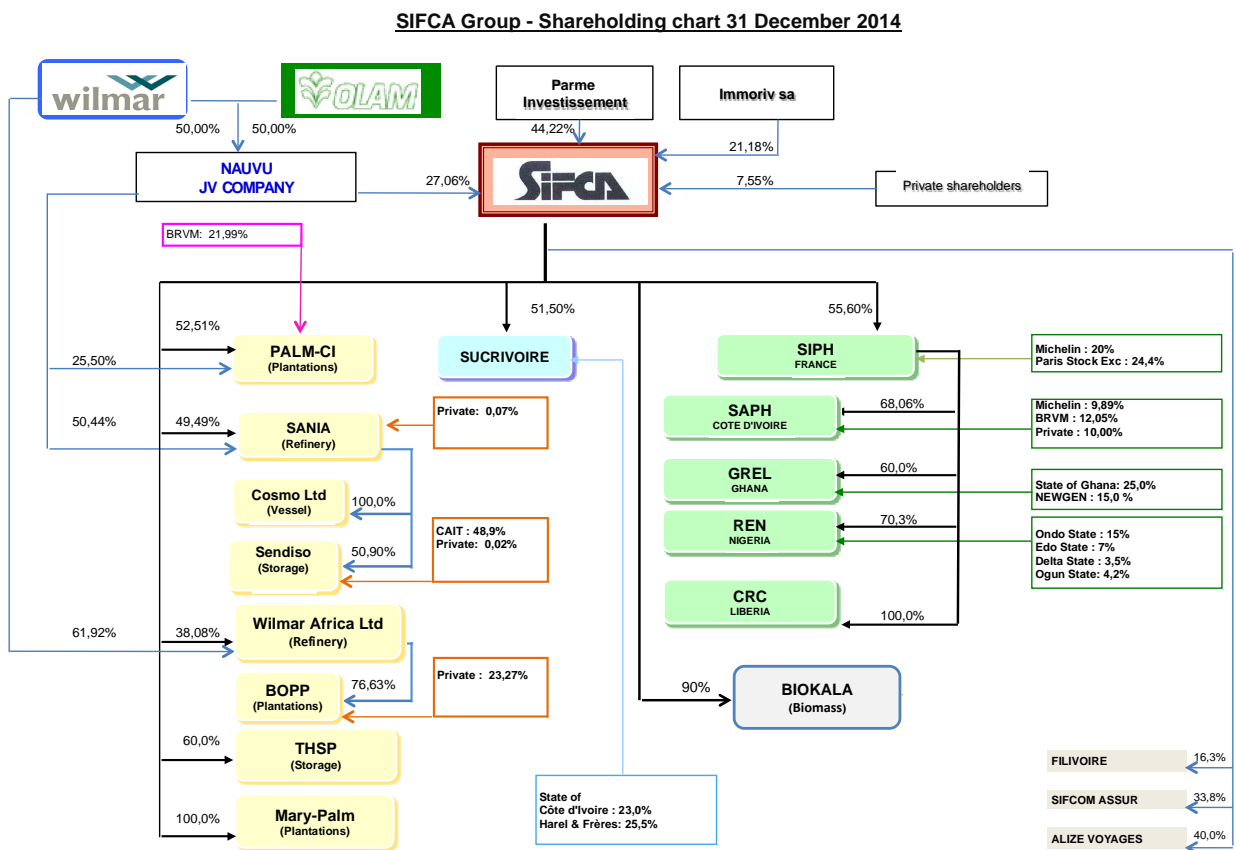 SIFCA Group - Shareholding chart 31 December 2014
wilmar
OLAM
Parme
Investissement
Immoriv sa
50,00%
50,00%
44,22%
21,18%
NAUVU
JV COMPANY
27,06%
SIFCA
7,55%
Private shareholders
BRVM: 21,99%
52,51%
51,50%
55,60%
PALM-CI
(Plantations)
25,50%
SUCRIVOIRE
SIPH
FRANCE
Michelin : 20%
Paris Stock Exc : 24,4%
50,44%
49,49%
SANIA
(Refinery)
Private: 0,07%
SAPH
COTE D'IVOIRE
68,06%
Michelin : 9,89%
BRVM : 12,05%
Private : 10,00%
Cosmo Ltd
(Vessel)
100,0%
GREL
GHANA
60,0%
State of Ghana: 25,0%
NEWGEN : 15,0 %
Sendiso
(Storage)
50,90%
CAIT : 48,9%
Private: 0,02%
REN
NIGERIA
70,3%
Ondo State : 15%
Edo State : 7%
Delta State : 3,5%
Ogun State: 4,2%
CRC
LIBERIA
100,0%
61,92%
38,08%
Wilmar Africa Ltd
(Refinery)
BOPP
(Plantations)
76,63%
Private : 23,27%
90%
BIOKALA
(Biomass)
60,0%
THSP
(Storage)
100,0%
Mary-Palm
(Plantations)
State of
Côte d'Ivoire : 23,0%
Harel & Frères: 25,5%
FILIVOIRE
16,3%
SIFCOM ASSUR
33,8%
ALIZE VOYAGES
40,0%